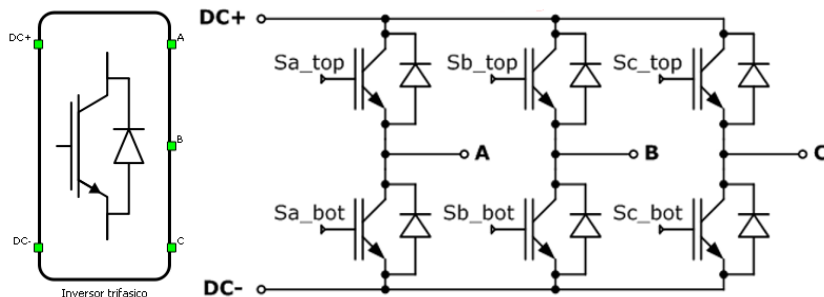 DC+
A
B
DC-
C
Inversor trifasico
DC+
Sa_top
Sb_top
Sc_top
A
B
C
Sa_bot
Sb_bot
Sc_bot
DC-